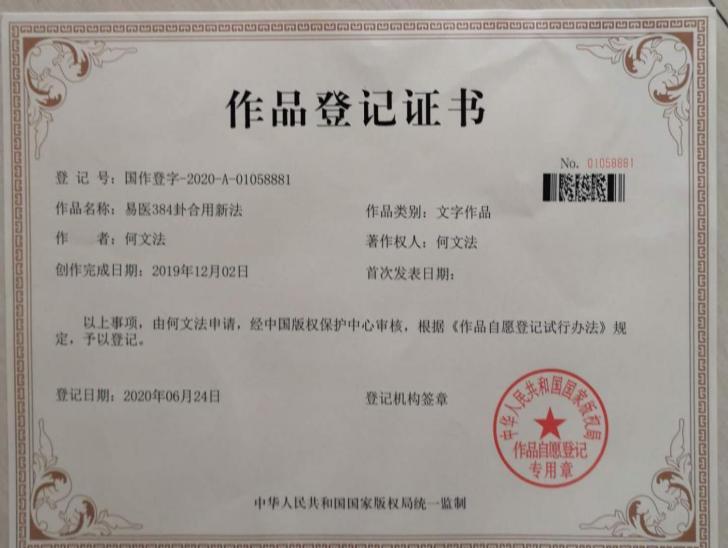 作品登记证书
No. 01058881
登 记 号：国作登字-2020-A-01058881
作品名称：易医384卦合用新法
作品类别：文字作品
作 者：何文法
著作权人：何文法
创作完成日期：2019年12月02日
首次发表日期：
以上事项，由何文法申请，经中国版权保护中心审核，根据《作品自愿登记试行办法》规
定，予以登记。
登记日期：2020年06月24日
登记机构签章
中华人民共和国国家版权局
作品自愿登记
专用章
中华人民共和国国家版权局统一监制